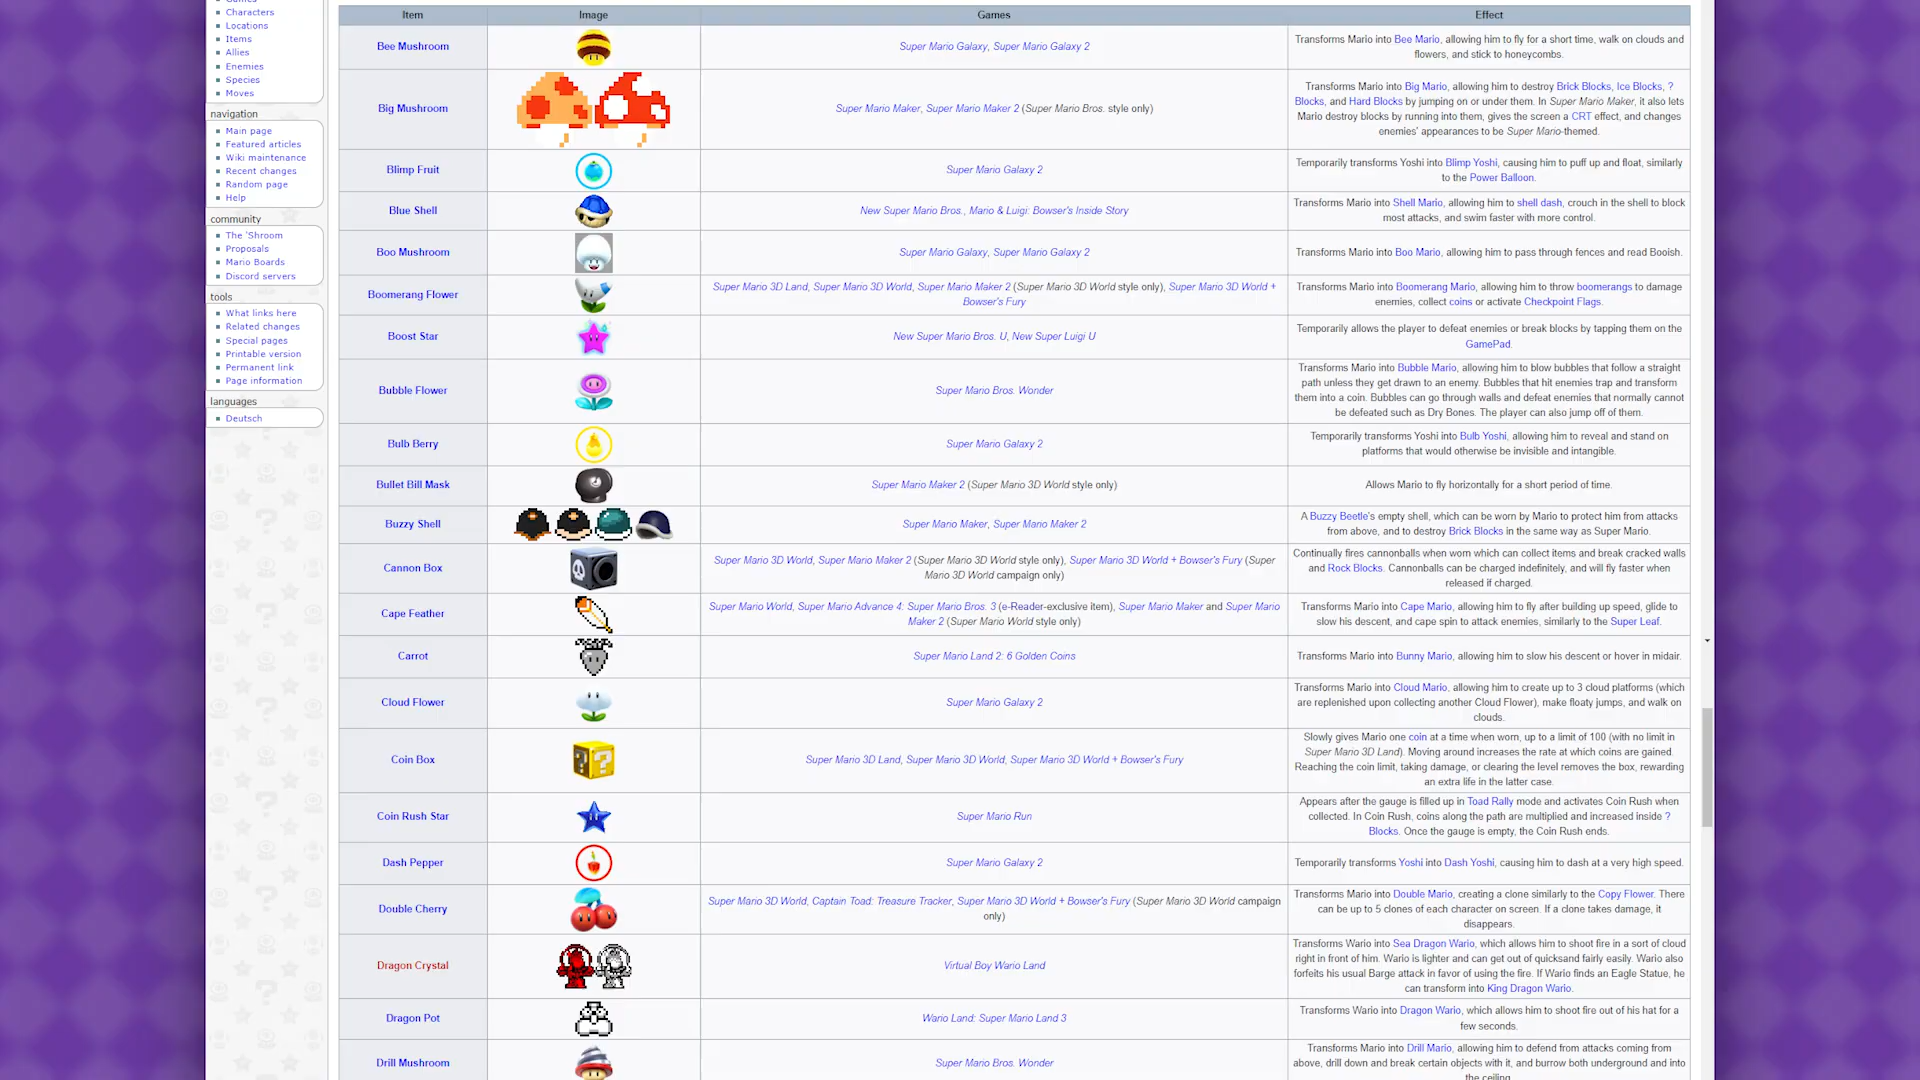 Characters
Locations
Items
Allies
Enemies
Species
Moves
navigation
Main page
Featured articles
Wiki maintenance
Recent changes
Random page
Help
community
The 'Shroom
Proposals
Mario Boards
Discord servers
tools
What links here
Related changes
Special pages
Printable version
Permanent link
Page information
languages
Deutsch
Item Image Games Effect
Bee Mushroom
Super Mario Galaxy, Super Mario Galaxy 2
Transforms Mario into Bee Mario, allowing him to fly for a short time, walk on clouds and
flowers, and stick to honeycombs.
Big Mushroom
Super Mario Maker, Super Mario Maker 2 (Super Mario Bros. style only)
Transforms Mario into Big Mario, allowing him to destroy Brick Blocks, Ice Blocks, ?
Blocks, and Hard Blocks by jumping on or under them. In Super Mario Maker, it also lets
Mario destroy blocks by running into them, gives the screen a CRT effect, and changes
enemies' appearances to be Super Mario-themed.
Blimp Fruit
Super Mario Galaxy 2
Temporarily transforms Yoshi into Blimp Yoshi, causing him to puff up and float, similarly
to the Power Balloon.
Blue Shell
New Super Mario Bros., Mario & Luigi: Bowser's Inside Story
Transforms Mario into Shell Mario, allowing him to shell dash, crouch in the shell to block
most attacks, and swim faster with more control.
Boo Mushroom
Super Mario Galaxy, Super Mario Galaxy 2
Transforms Mario into Boo Mario, allowing him to pass through fences and read Booish.
Boomerang Flower
Super Mario 3D Land, Super Mario 3D World, Super Mario Maker 2 (Super Mario 3D World style only), Super Mario 3D World +
Bowser's Fury
Transforms Mario into Boomerang Mario, allowing him to throw boomerangs to damage
enemies, collect coins or activate Checkpoint Flags.
Boost Star
New Super Mario Bros. U, New Super Luigi U
Temporarily allows the player to defeat enemies or break blocks by tapping them on the
GamePad.
Bubble Flower
Super Mario Bros. Wonder
Transforms Mario into Bubble Mario, allowing him to blow bubbles that follow a straight
path unless they get drawn to an enemy. Bubbles that hit enemies trap and transform
them into a coin. Bubbles can go through walls and defeat enemies that normally cannot
be defeated such as Dry Bones. The player can also jump off of them.
Bulb Berry
Super Mario Galaxy 2
Temporarily transforms Yoshi into Bulb Yoshi, allowing him to reveal and stand on
platforms that would otherwise be invisible and intangible.
Bullet Bill Mask
Super Mario Maker 2 (Super Mario 3D World style only)
Allows Mario to fly horizontally for a short period of time.
Buzzy Shell
Super Mario Maker, Super Mario Maker 2
A Buzzy Beetle's empty shell, which can be worn by Mario to protect him from attacks
from above, and to destroy Brick Blocks in the same way as Super Mario.
Cannon Box
Super Mario 3D World, Super Mario Maker 2 (Super Mario 3D World style only), Super Mario 3D World + Bowser's Fury (Super
Mario 3D World campaign only)
Continually fires cannonballs when worn which can collect items and break cracked walls
and Rock Blocks. Cannonballs can be charged indefinitely, and will fly faster when
released if charged.
Cape Feather
Super Mario World, Super Mario Advance 4: Super Mario Bros. 3 (e-Reader-exclusive item), Super Mario Maker and Super Mario
Maker 2 (Super Mario World style only)
Transforms Mario into Cape Mario, allowing him to fly after building up speed, glide to
slow his descent, and cape spin to attack enemies, similarly to the Super Leaf.
Carrot
Super Mario Land 2: 6 Golden Coins
Transforms Mario into Bunny Mario, allowing him to slow his descent or hover in midair.
Cloud Flower
Super Mario Galaxy 2
Transforms Mario into Cloud Mario, allowing him to create up to 3 cloud platforms (which
are replenished upon collecting another Cloud Flower), make floaty jumps, and walk on
clouds.
Coin Box
Super Mario 3D Land, Super Mario 3D World, Super Mario 3D World + Bowser's Fury
Slowly gives Mario one coin at a time when worn, up to a limit of 100 (with no limit in
Super Mario 3D Land). Moving around increases the rate at which coins are gained.
Reaching the coin limit, taking damage, or clearing the level removes the box, rewarding
an extra life in the latter case.
Coin Rush Star
Super Mario Run
Appears after the gauge is filled up in Toad Rally mode and activates Coin Rush when
collected. In Coin Rush, coins along the path are multiplied and increased inside ?
Blocks. Once the gauge is empty, the Coin Rush ends.
Dash Pepper
Super Mario Galaxy 2
Temporarily transforms Yoshi into Dash Yoshi, causing him to dash at a very high speed.
Double Cherry
Super Mario 3D World, Captain Toad: Treasure Tracker, Super Mario 3D World + Bowser's Fury (Super Mario 3D World campaign
only)
Transforms Mario into Double Mario, creating a clone similarly to the Copy Flower. There
can be up to 5 clones of each character on screen. If a clone takes damage, it
disappears.
Dragon Crystal
Virtual Boy Wario Land
Transforms Wario into Sea Dragon Wario, which allows him to shoot fire in a sort of cloud
right in front of him. Wario is lighter and can get out of quicksand fairly easily. Wario also
forfeits his usual Barge attack in favor of using the fire. If Wario finds an Eagle Statue, he
can transform into King Dragon Wario.
Dragon Pot
Wario Land: Super Mario Land 3
Transforms Wario into Dragon Wario, which allows him to shoot fire out of his hat for a
few seconds.
Drill Mushroom
Super Mario Bros. Wonder
Transforms Mario into Drill Mario, allowing him to defend from attacks coming from
above, drill down and break certain objects with it, and burrow both underground and into
the ceiling.